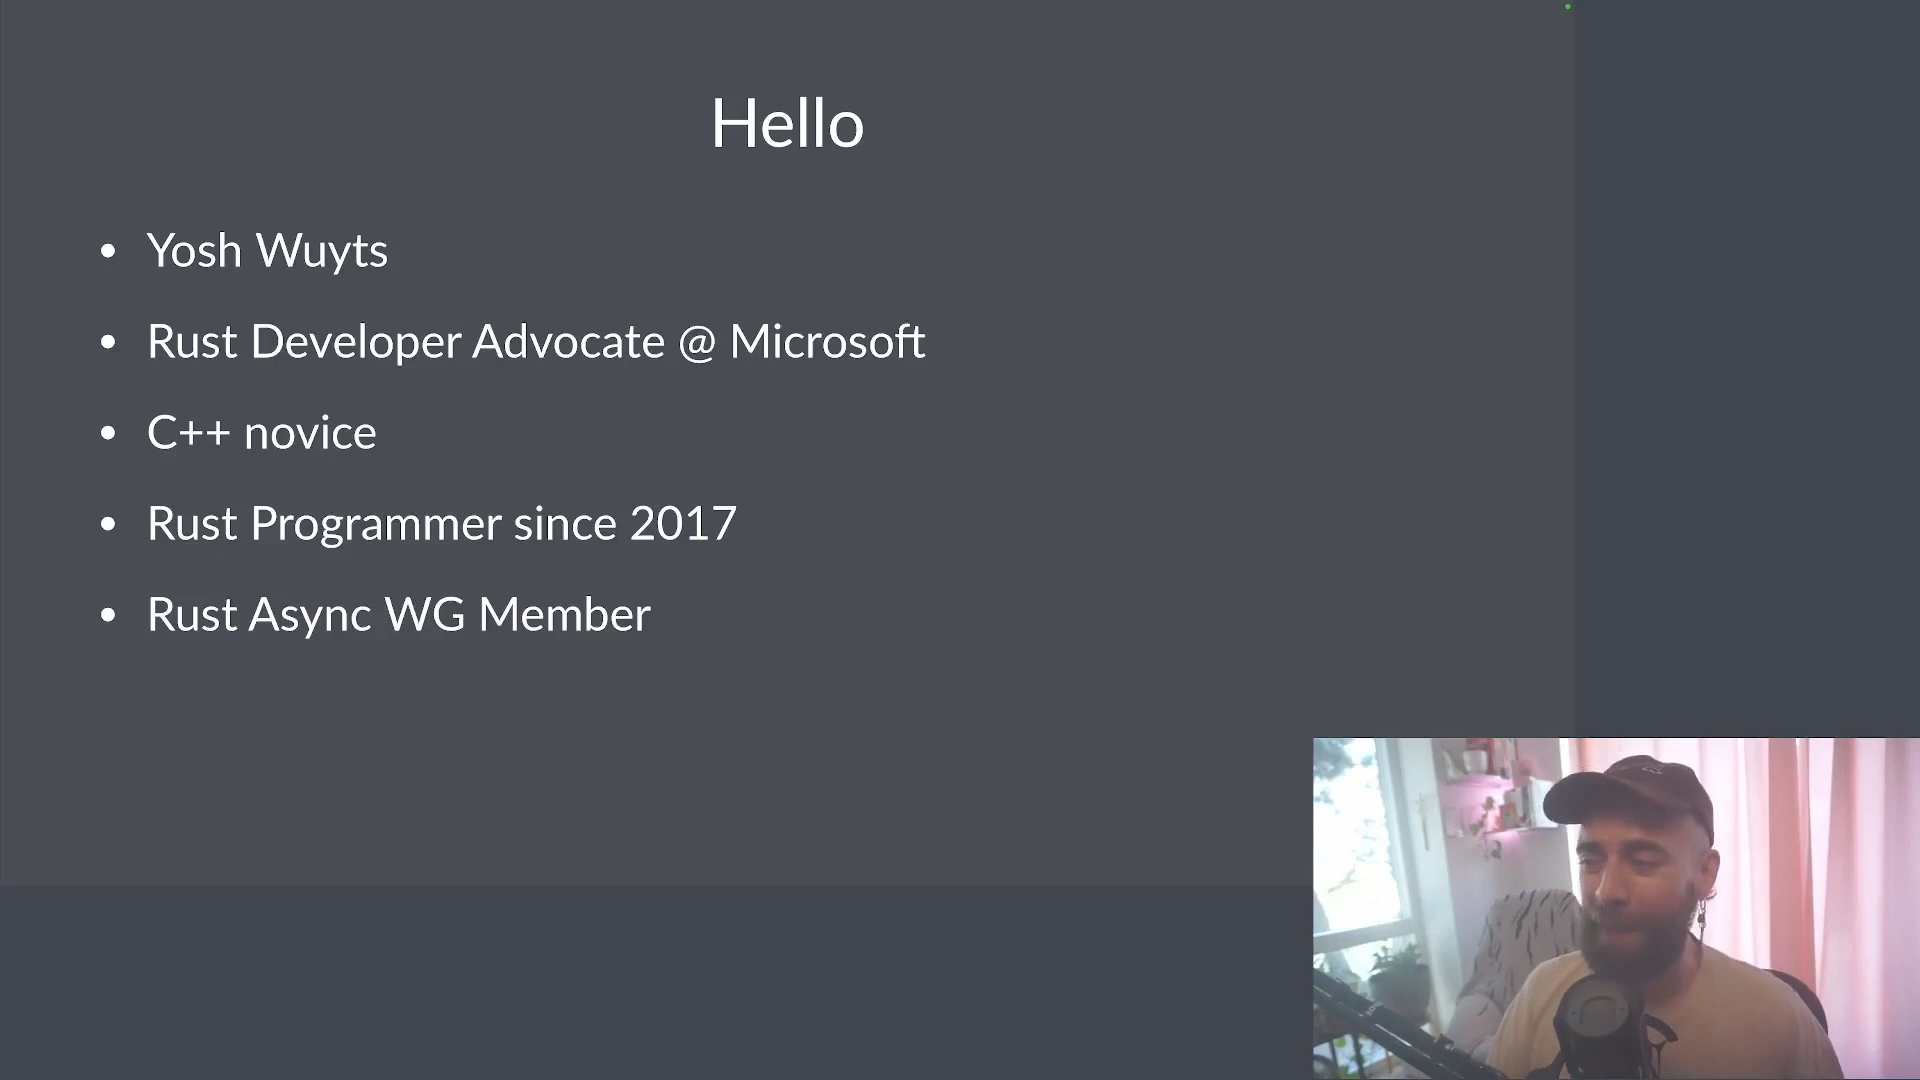 Hello
• Yosh Wuyts
• Rust Developer Advocate @ Microsoft
• C++ novice
• Rust Programmer since 2017
• Rust Async WG Member